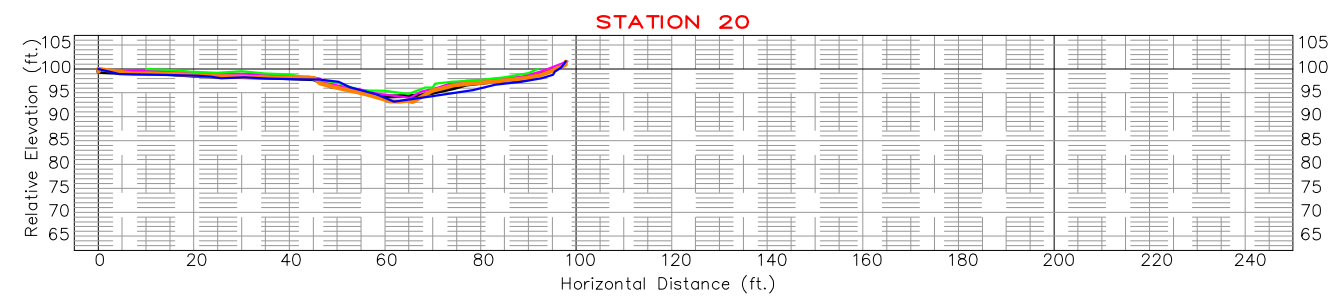 STATION 20
Relative Elevation (ft.)
105 105
100 100
95 95
90 90
85 85
80 80
75 75
70 70
65 65
0 20 40 60 80 100 120 140 160 180 200 220 240
Horizontal Distance (ft.)